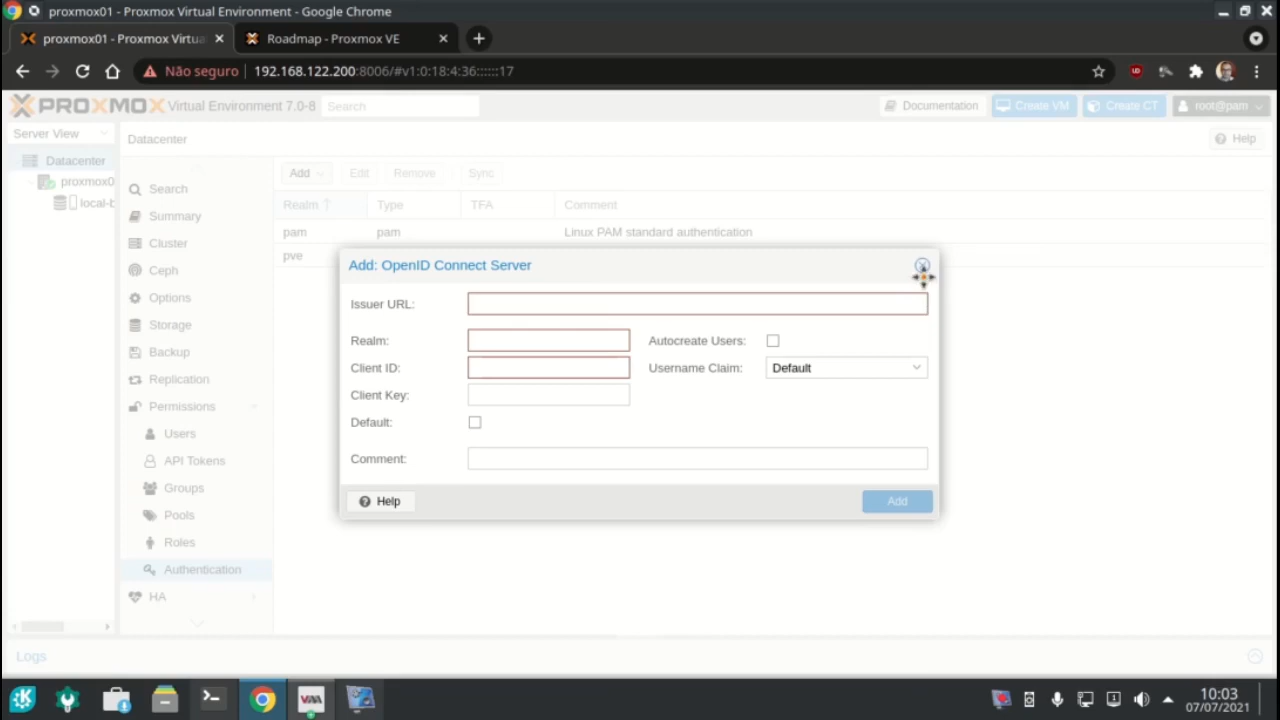 proxmox01 - Proxmox Virtual Environment - Google Chrome
proxmox01 - Proxmox Virtua
Roadmap - Proxmox VE
Não seguro
192.168.122.200:8006/#v1:0:18:4:36::::::17
PROXMOX Virtual Environment 7.0-8 Search Documentation Create VM Create CT root@pam
Server View
Datacenter
proxmox0
local-b
Datacenter Help
Search
Summary
Cluster
Ceph
Options
Storage
Backup
Replication
Permissions
Users
API Tokens
Groups
Pools
Roles
Authentication
HA
Add Edit Remove Sync
Realm Type TFA Comment
pam pam Linux PAM standard authentication
pve
Add: OpenID Connect Server
Issuer URL:
Realm: Autocreate Users:
Client ID: Username Claim: Default
Client Key:
Default:
Comment:
Help Add
Logs
10:03
07/07/2021